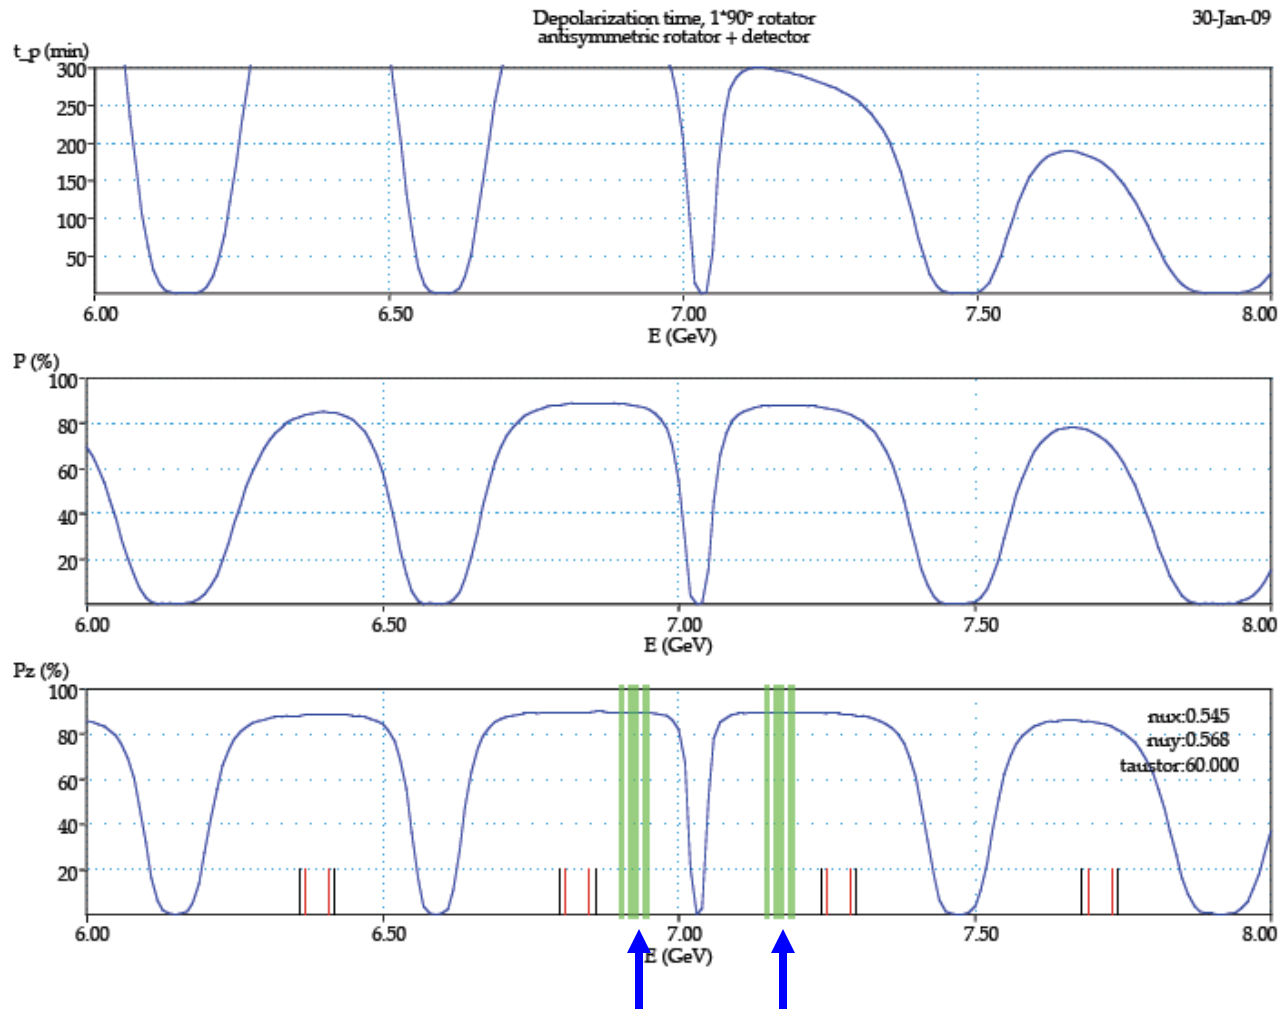 Depolarization time, 1*90° rotator
antisymmetric rotator + detector
30-Jan-09
t_p (min)
300
250
200
150
100
50
6.00 6.50 7.00 7.50 8.00
E (GeV)
P (%)
100
80
60
40
20
6.00 6.50 7.00 7.50 8.00
E (GeV)
Pz (%)
100
80
60
40
20
nux:0.545
nuy:0.568
taustor:60.000
6.00 6.50 7.00 7.50 8.00
E (GeV)